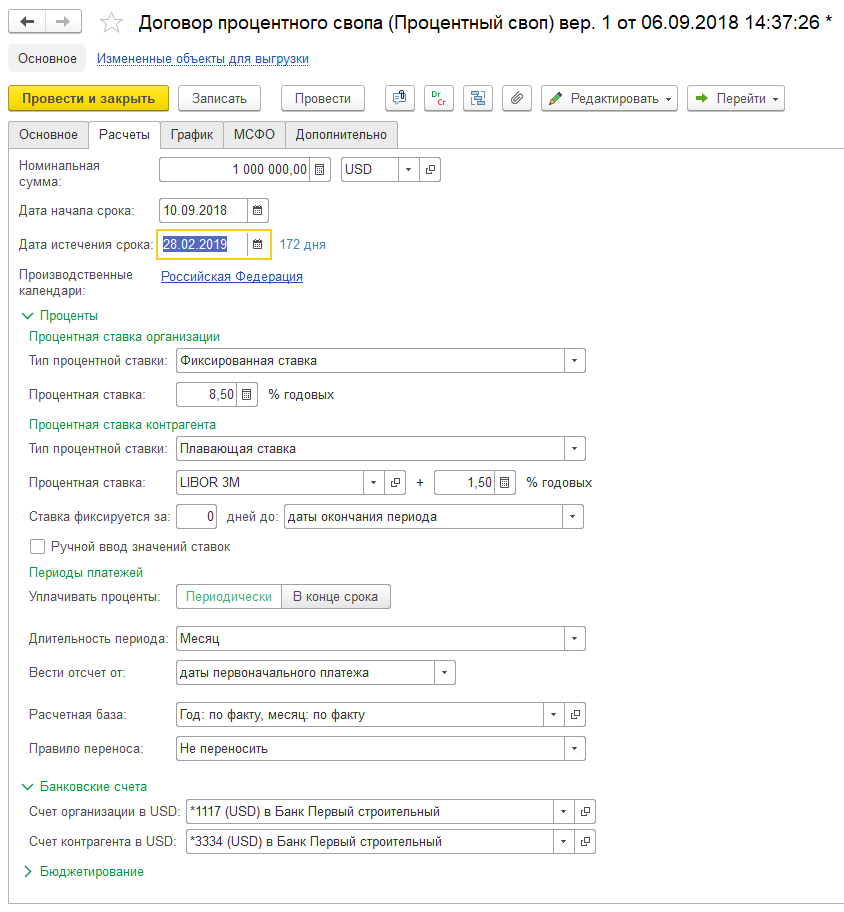 Договор процентного свопа (Процентный своп) вер. 1 от 06.09.2018 14:37:26 *
Основное Измененные объекты для выгрузки
Провести и закрыть Записать Провести Dr Cr Редактировать Перейти
Основное Расчеты График МСФО Дополнительно
Номинальная сумма: 1 000 000,00 USD
Дата начала срока: 10.09.2018
Дата истечения срока: 28.02.2019 172 дня
Производственные календари: Российская Федерация
Проценты
Процентная ставка организации
Тип процентной ставки: Фиксированная ставка
Процентная ставка: 8,50 % годовых
Процентная ставка контрагента
Тип процентной ставки: Плавающая ставка
Процентная ставка: LIBOR 3M + 1,50 % годовых
Ставка фиксируется за: 0 дней до: даты окончания периода
Ручной ввод значений ставок
Периоды платежей
Уплачивать проценты: Периодически В конце срока
Длительность периода: Месяц
Вести отсчет от: даты первоначального платежа
Расчетная база: Год: по факту, месяц: по факту
Правило переноса: Не переносить
Банковские счета
Счет организации в USD: *1117 (USD) в Банк Первый строительный
Счет контрагента в USD: *3334 (USD) в Банк Первый строительный
Бюджетирование